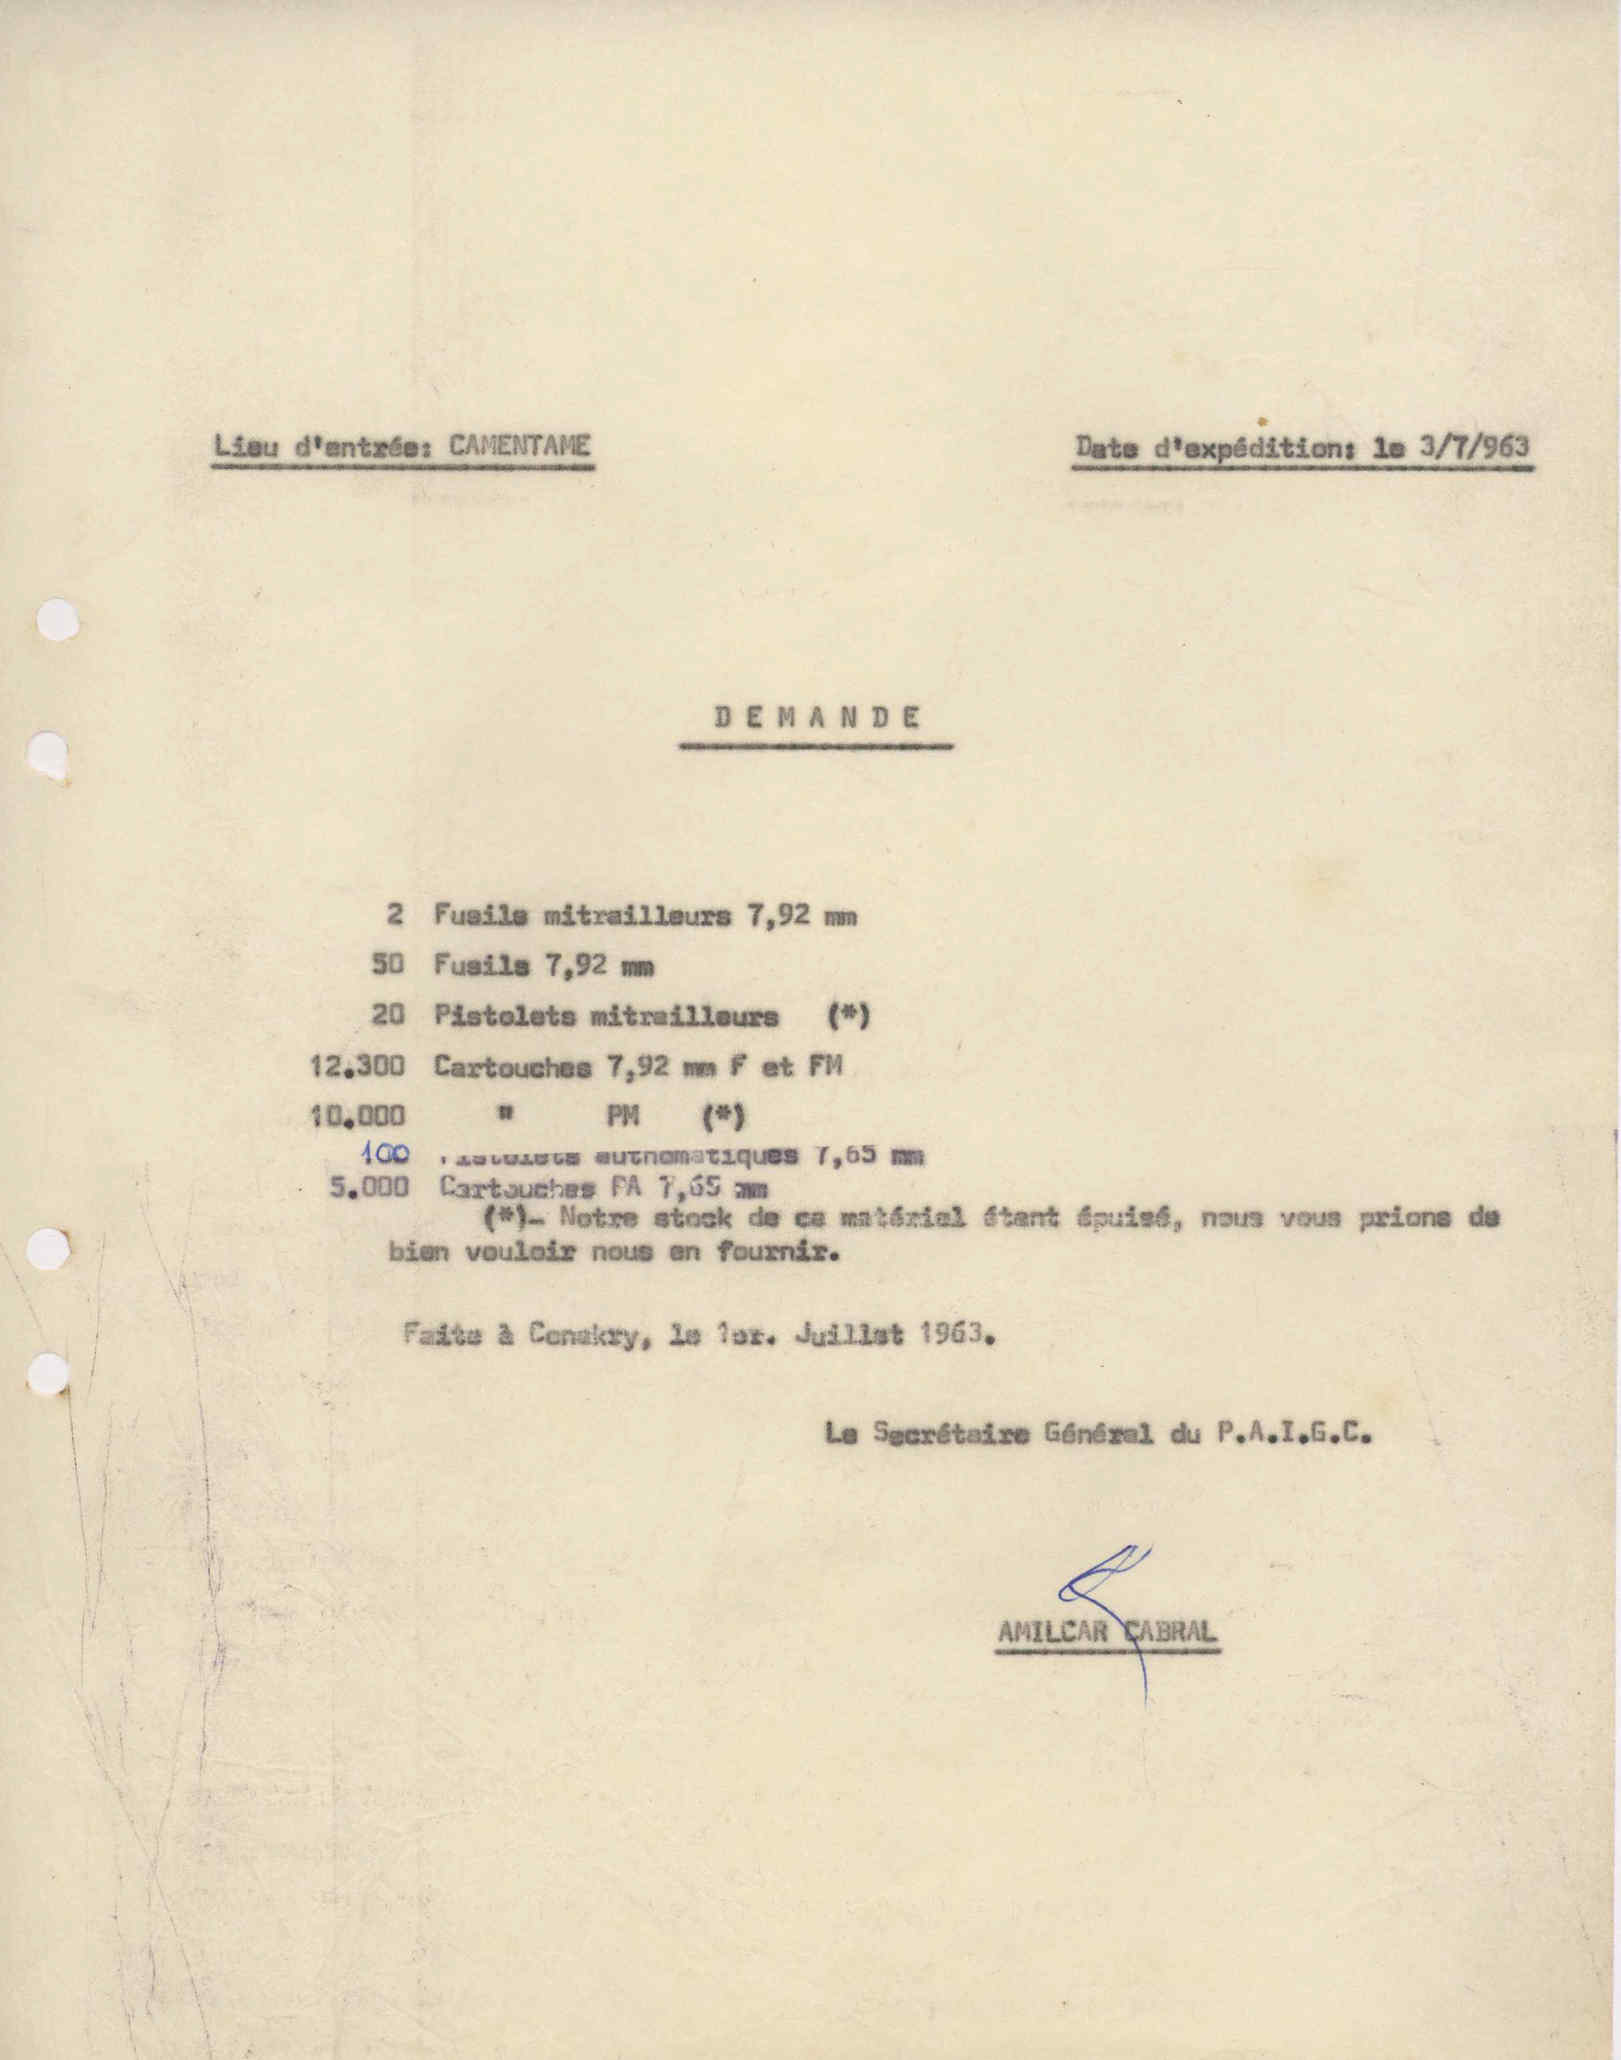 Lieu d'entrée: CAMENTAME
Date d'expédition: le 3/7/963
DEMANDE
2 Fusils mitrailleurs 7,92 mm
50 Fusils 7,92 mm
20 Pistolets mitrailleurs (*)
12.300 Cartouches 7,92 mm F et FM
10.000 " PM (*)
100 Pistolets authomatiques 7,65 mm
5.000 Cartouches PA 7,65 mm
(*)- Notre stock de ce matérial étant épuisé, nous vous prions de
bien vouloir nous en fournir.
Faite à Conakry, le 1er. Juillet 1963.
Le Secrétaire Général du P.A.I.G.C.
AMILCAR CABRAL